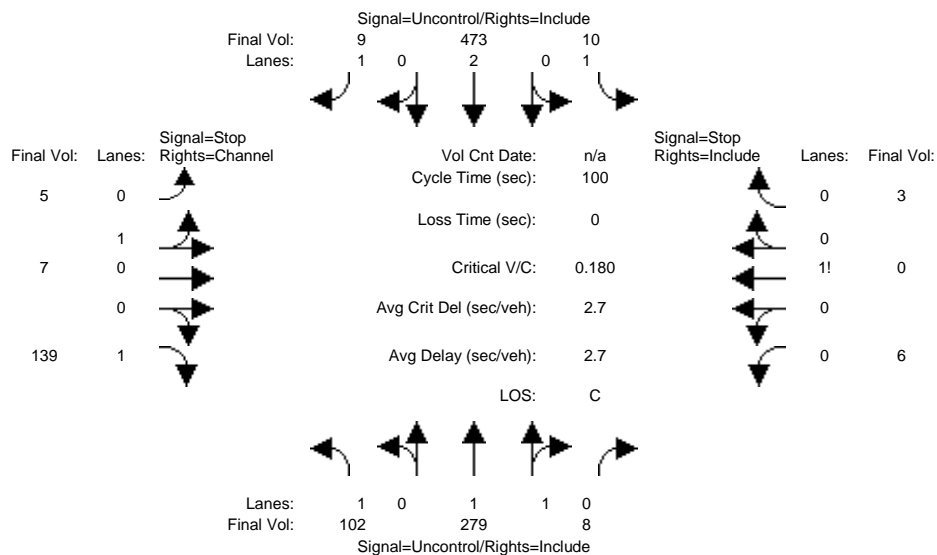 Signal=Uncontrol/Rights=Include
Final Vol: 9 473 10
Lanes: 1 0 2 0 1
Signal=Stop
Final Vol: Lanes: Rights=Channel
Vol Cnt Date: n/a
Signal=Stop
Rights=Include Lanes: Final Vol:
Cycle Time (sec): 100
5 0
0 3
Loss Time (sec): 0
1
0
7 0
Critical V/C: 0.180
1! 0
0
Avg Crit Del (sec/veh): 2.7
0
139 1
Avg Delay (sec/veh): 2.7
0 6
LOS: C
Lanes: 1 0 1 1 0
Final Vol: 102 279 8
Signal=Uncontrol/Rights=Include